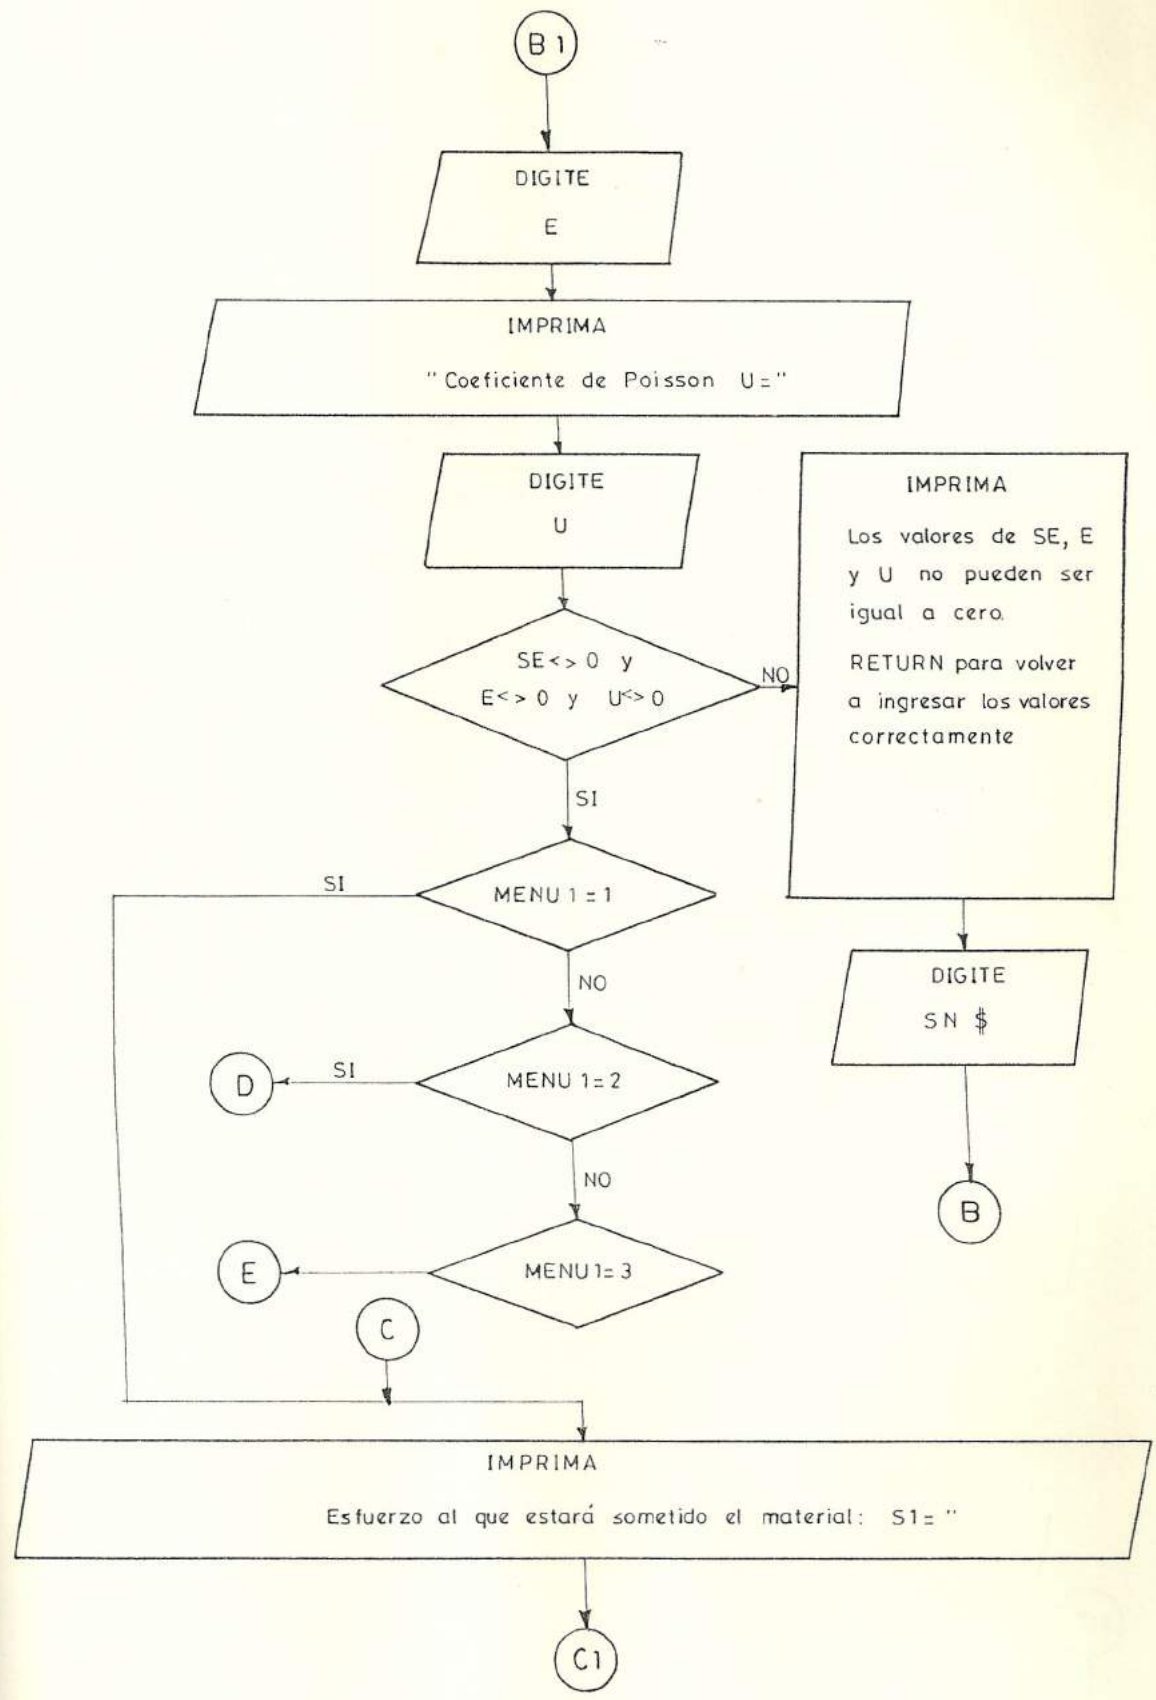 B1
DIGITE
E
IMPRIMA
"Coeficiente de Poisson U="
DIGITE
U
IMPRIMA
Los valores de SE, E
y U no pueden ser
igual a cero.
RETURN para volver
a ingresar los valores
correctamente
SE<>0 y
E<>0 y U<>0
NO
SI
MENU 1=1
SI
NO
DIGITE
SN $
MENU 1=2
SI
D
NO
B
MENU 1=3
E
C
IMPRIMA
Esfuerzo al que estará sometido el material: S1="
C1